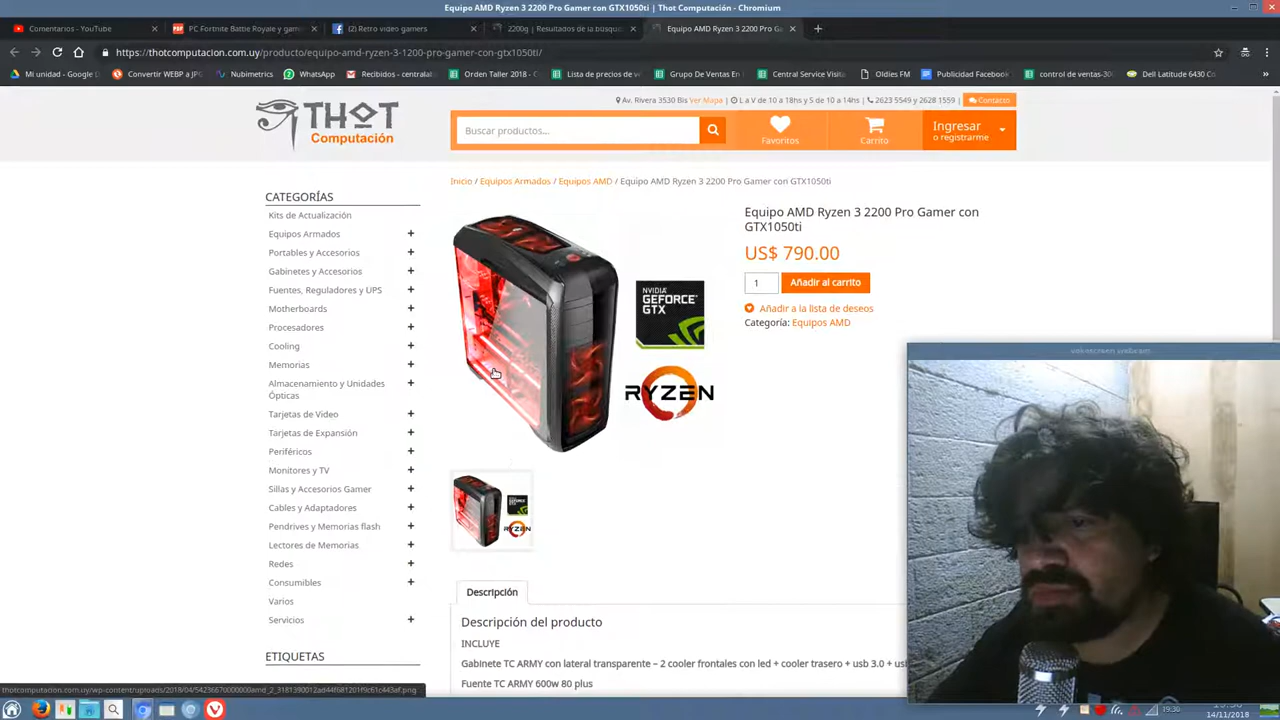 Equipo AMD Ryzen 3 2200 Pro Gamer con GTX1050ti | Thot Computación - Chromium
Comentarios - YouTube
PC Fortnite Battle Royale y gam
(2) Retro video gamers
2200g | Resultados de la búsqu
Equipo AMD Ryzen 3 2200 Pro Ga
https://thotcomputacion.com.uy/producto/equipo-amd-ryzen-3-1200-pro-gamer-con-gtx1050ti/
Mi unidad - Google D
Convertir WEBP a JP
Nubimetrics
WhatsApp
Recibidos - centralal
Orden Taller 2018 -
Lista de precios de v
Grupo De Ventas En
Central Service Visita
Oldies FM
Publicidad Facebook
control de ventas-30
Dell Latitude 6430 Co
Av. Rivera 3530 Bis Ver Mapa | L a V de 10 a 18hs y S de 10 a 14hs | 2623 5549 y 2628 1559 | Contacto
THOT
Computación
Buscar productos...
Favoritos
Carrito
Ingresar
o registrarme
Inicio / Equipos Armados / Equipos AMD / Equipo AMD Ryzen 3 2200 Pro Gamer con GTX1050ti
CATEGORÍAS
Kits de Actualización
Equipos Armados +
Portables y Accesorios +
Gabinetes y Accesorios +
Fuentes, Reguladores y UPS +
Motherboards +
Procesadores +
Cooling +
Memorias +
Almacenamiento y Unidades +
Ópticas
Tarjetas de Video +
Tarjetas de Expansión +
Periféricos +
Monitores y TV +
Sillas y Accesorios Gamer +
Cables y Adaptadores +
Pendrives y Memorias flash +
Lectores de Memorias +
Redes +
Consumibles +
Varios
Servicios +
ETIQUETAS
NVIDIA
GEFORCE
GTX
RYZEN
Equipo AMD Ryzen 3 2200 Pro Gamer con
GTX1050ti
US$ 790.00
1
Añadir al carrito
Añadir a la lista de deseos
Categoría: Equipos AMD
vokoscreen webcam
Descripción
Descripción del producto
INCLUYE
Gabinete TC ARMY con lateral transparente – 2 cooler frontales con led + cooler trasero + usb 3.0 + us
Fuente TC ARMY 600w 80 plus
19:30
14/11/2018